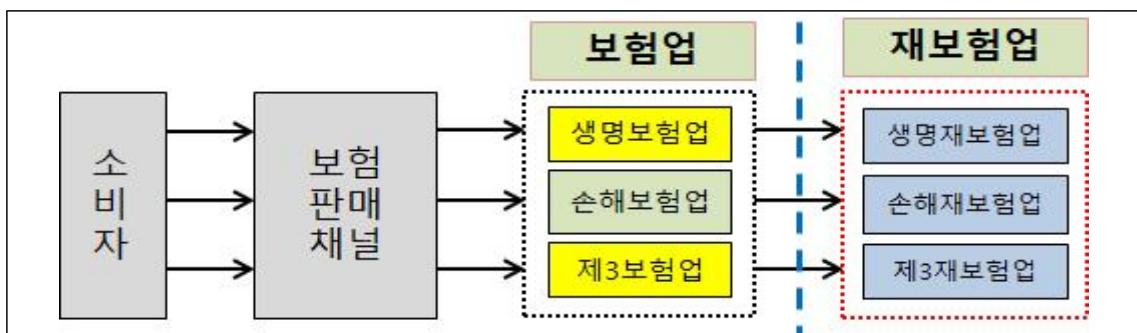 보험업
재보험업
소
비
자
보험
판매
채널
생명보험업
손해보험업
제3보험업
생명재보험업
손해재보험업
제3재보험업